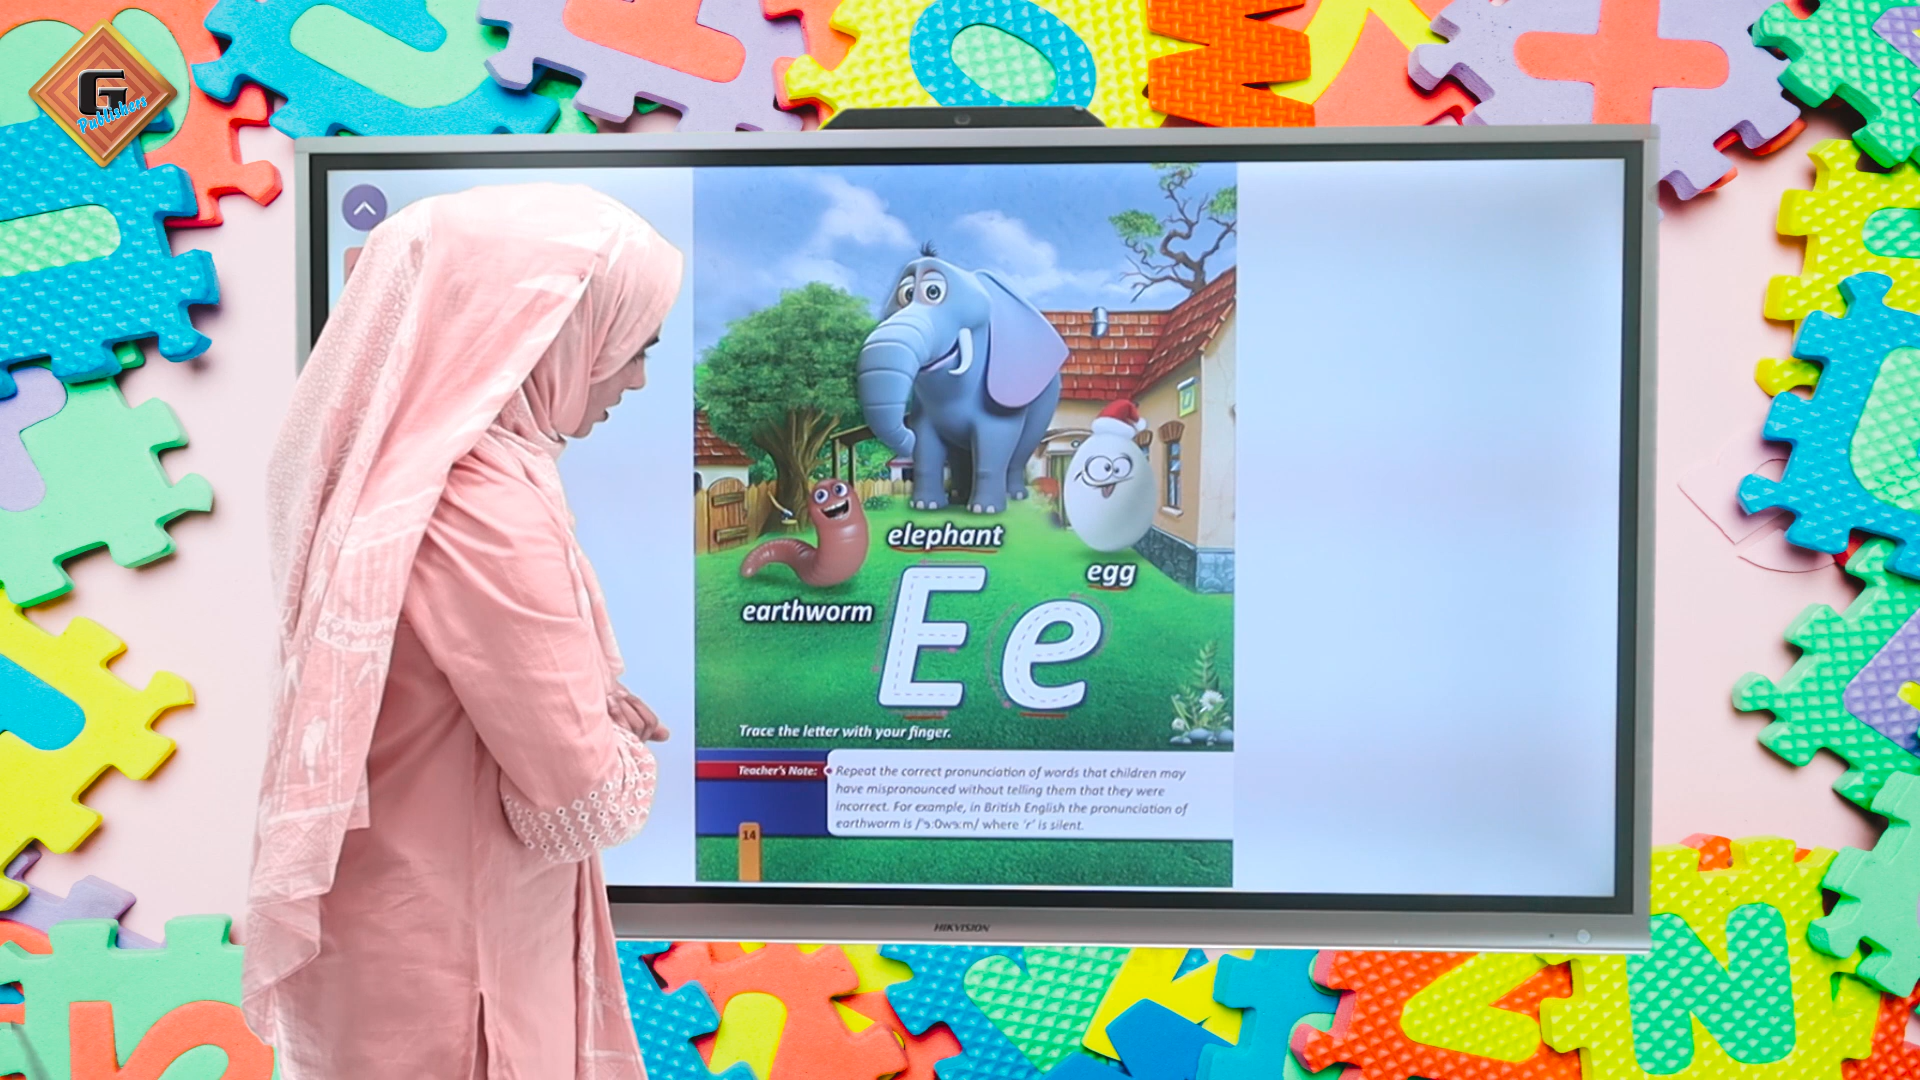 G
Publishers
elephant
egg
earthworm
E e
Trace the letter with your finger.
Teacher's Note:
Repeat the correct pronunciation of words that children may
have mispronounced without telling them that they were
incorrect. For example, in British English the pronunciation of
earthworm is /'ɜ:θwɜ:m/ where 'r' is silent.
14
HIKVISION
N